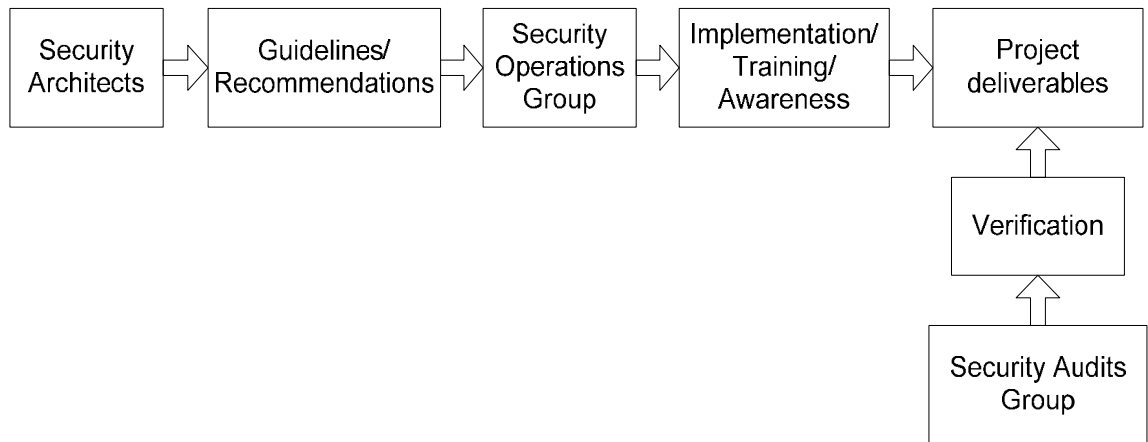 Security
Architects
Guidelines/
Recommendations
Security
Operations
Group
Implementation/
Training/
Awareness
Project
deliverables
Verification
Security Audits
Group